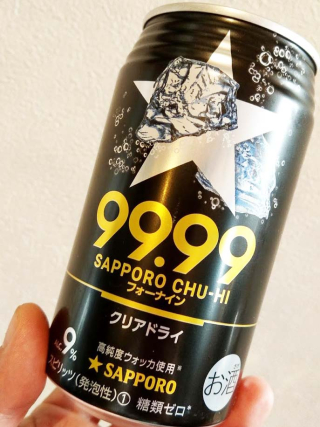 99.99
SAPPORO CHU-HI
フォーナイン
クリアドライ
高純度ウォッカ使用※
ALC.9%
★SAPPORO
お酒
スピリッツ(発泡性)① 糖類ゼロ※